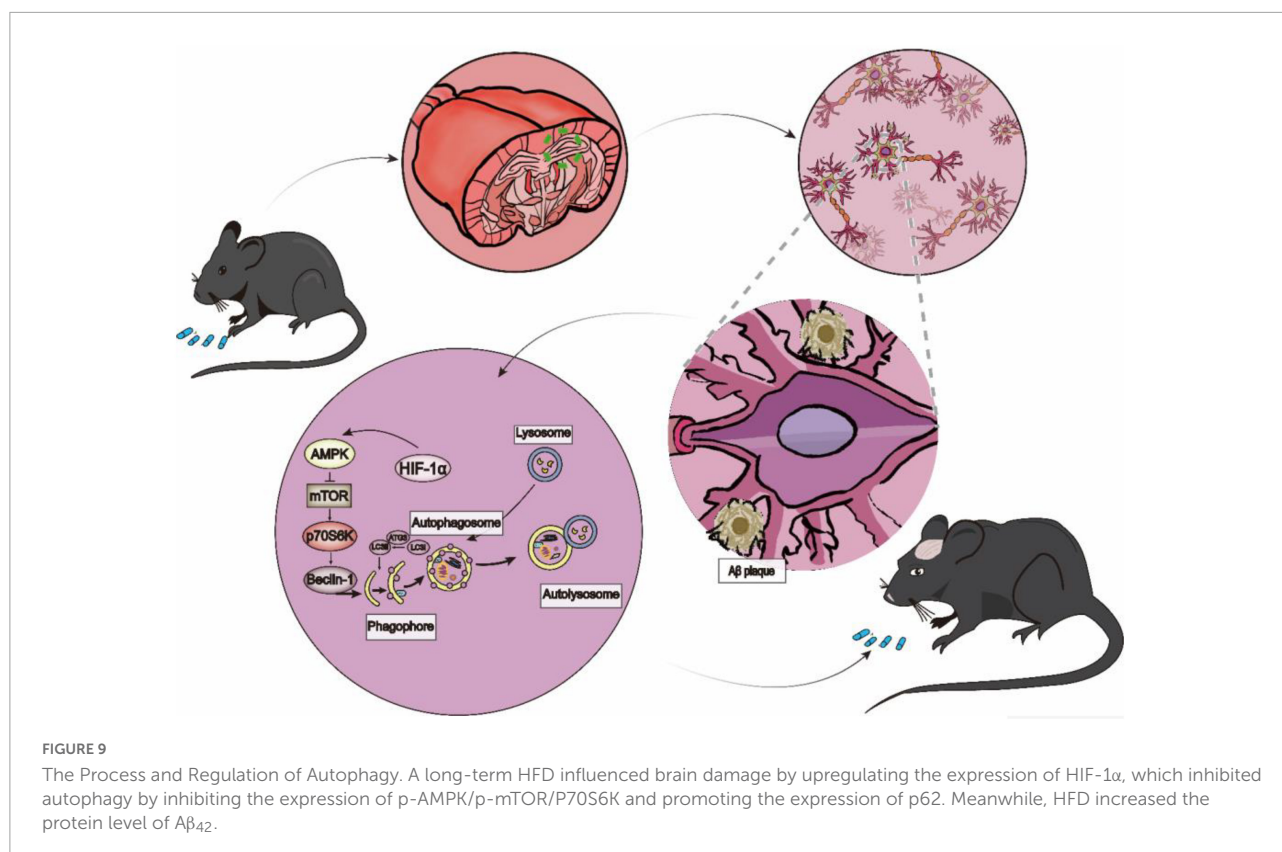 Lysosome
AMPK
HIF-1α
mTOR
Autophagosome
p70S6K
ATG3
LC3II
LC3I
Beclin-1
Aβ plaque
Autolysosome
Phagophore
FIGURE 9
The Process and Regulation of Autophagy. A long-term HFD influenced brain damage by upregulating the expression of HIF-1α, which inhibited
autophagy by inhibiting the expression of p-AMPK/p-mTOR/P70S6K and promoting the expression of p62. Meanwhile, HFD increased the
protein level of Aβ42.